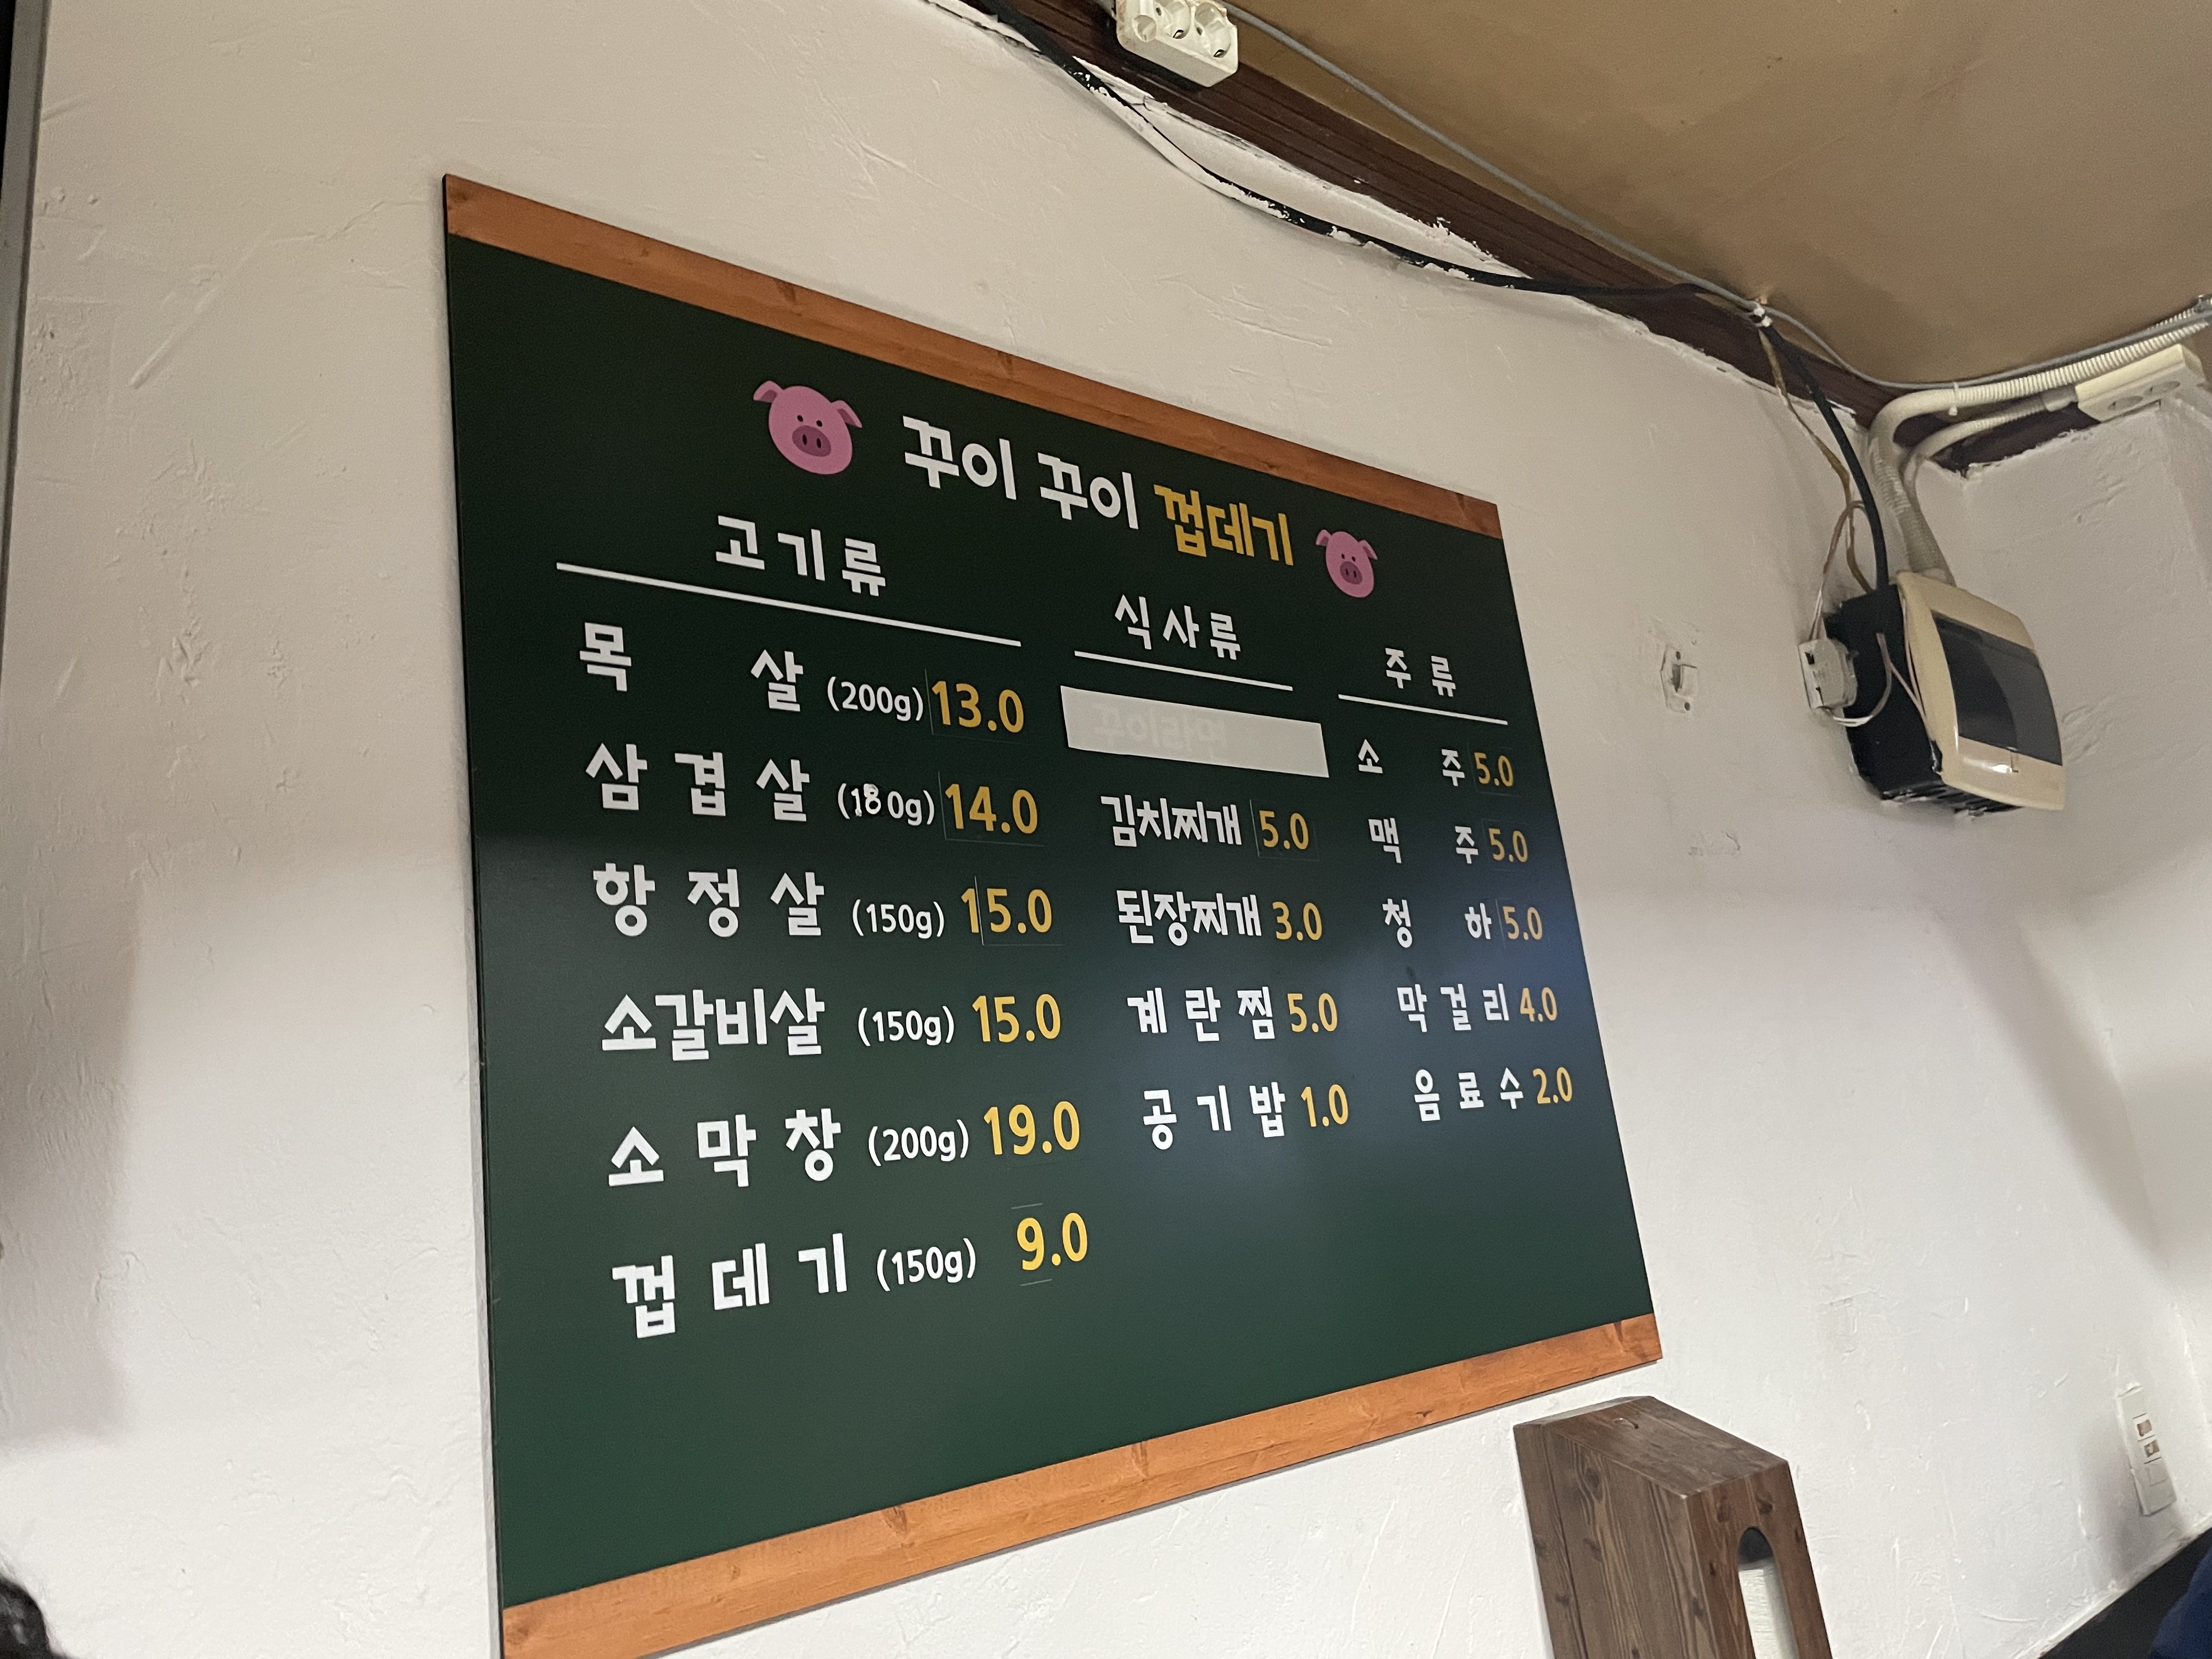 꾸이 꾸이 껍데기
고기류
목 살 (200g) 13.0
삼 겹 살 (180g) 14.0
항 정 살 (150g) 15.0
소갈비살 (150g) 15.0
소 막 창 (200g) 19.0
껍 데 기 (150g) 9.0
식사류
꾸이라면
김치찌개 5.0
된장찌개 3.0
계 란 찜 5.0
공 기 밥 1.0
주 류
소 주 5.0
맥 주 5.0
청 하 5.0
막 걸 리 4.0
음 료 수 2.0